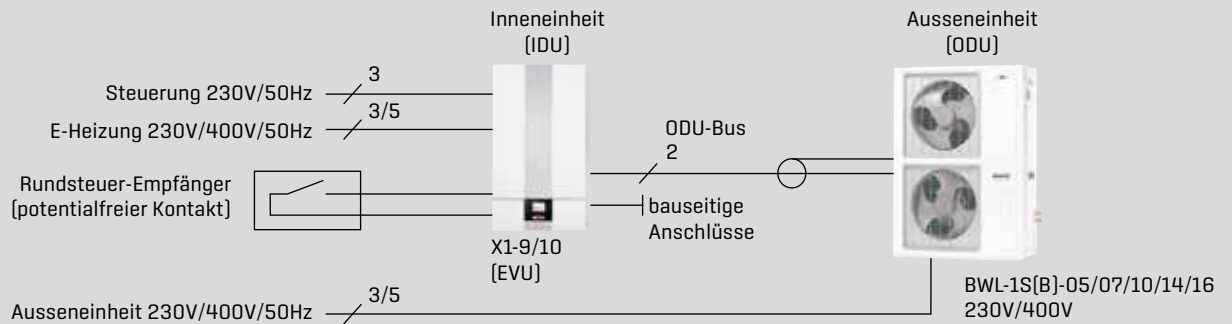 Inneneinheit
(IDU)
Ausseneinheit
(ODU)
Steuerung 230V/50Hz
3
E-Heizung 230V/400V/50Hz
3/5
ODU-Bus
2
Rundsteuer-Empfänger
(potentialfreier Kontakt)
bauseitige
Anschlüsse
X1-9/10
(EVU)
Ausseneinheit 230V/400V/50Hz
3/5
BWL-1S(B)-05/07/10/14/16
230V/400V